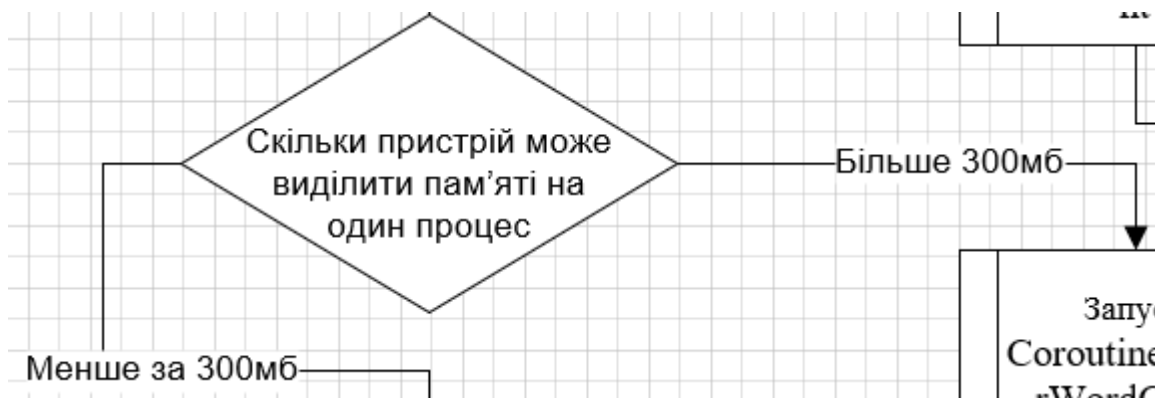 Скільки пристрій може
виділити пам'яті на
один процес
Більше 300мб
Менше за 300мб